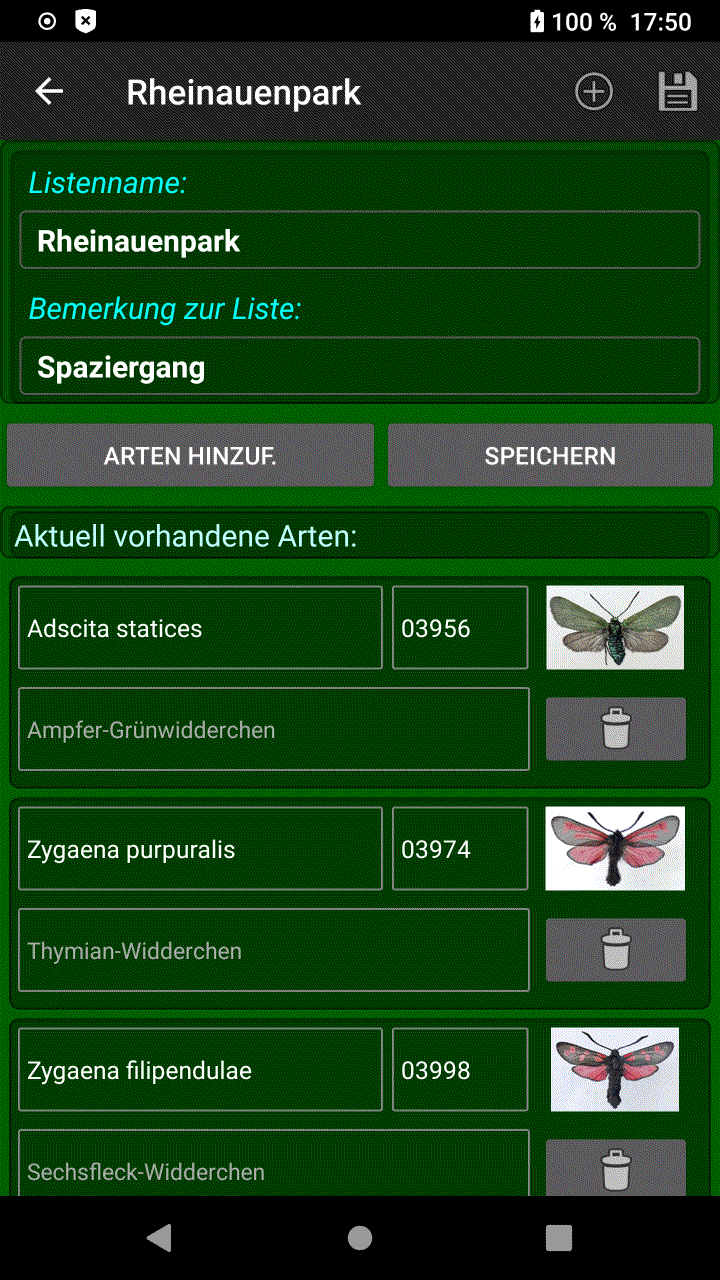 100 % 17:50
Rheinauenpark
Listenname:
Rheinauenpark
Bemerkung zur Liste:
Spaziergang
ARTEN HINZUF. SPEICHERN
Aktuell vorhandene Arten:
Adscita statices 03956
Ampfer-Grünwidderchen
Zygaena purpuralis 03974
Thymian-Widderchen
Zygaena filipendulae 03998
Sechsfleck-Widderchen